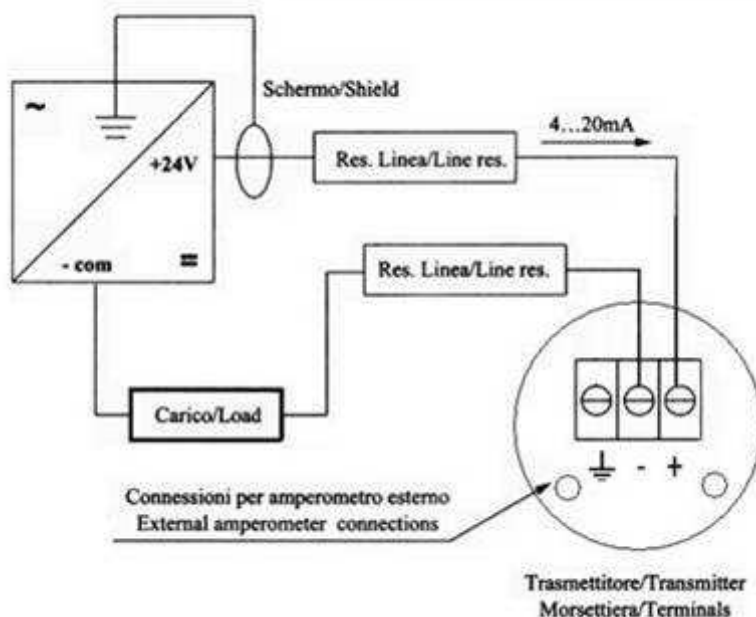 Schermo/Shield
~
+24V
- com
=
Res. Linea/Line res.
4...20mA
Res. Linea/Line res.
Carico/Load
- +
Connessioni per amperometro esterno
External amperometer connections
Trasmettitore/Transmitter
Morsettiera/Terminals